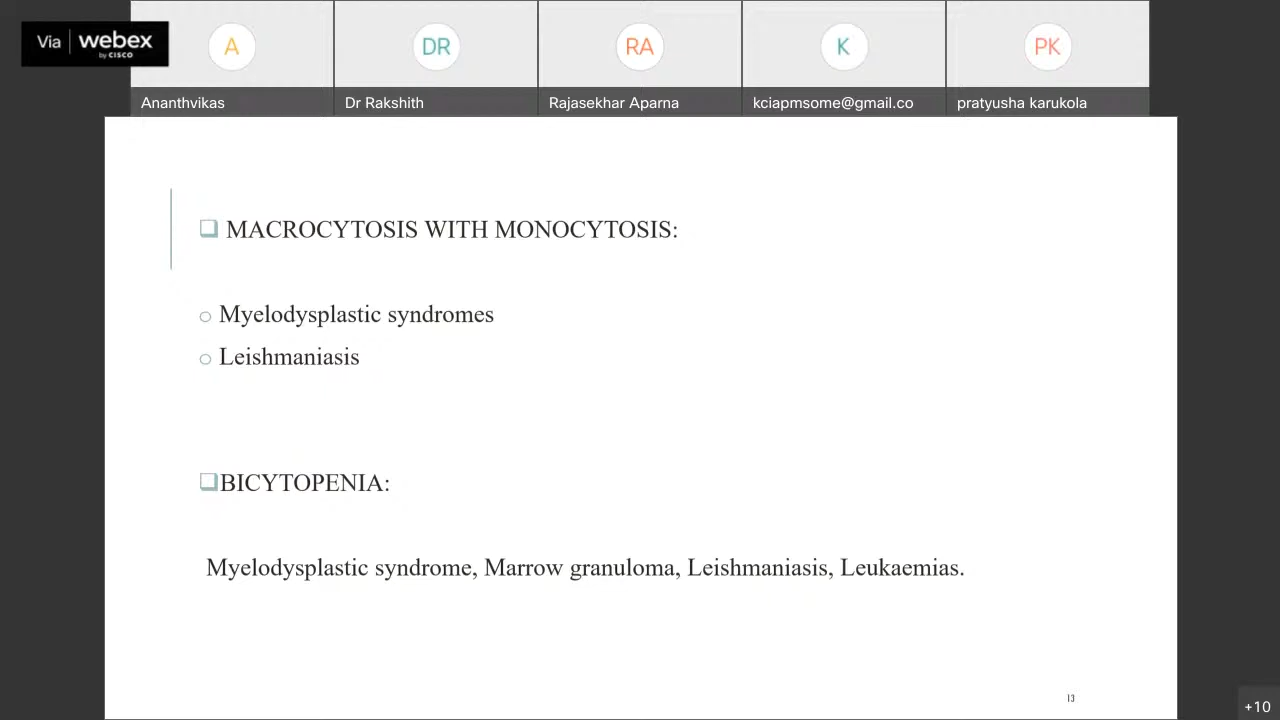 Via webex
by CISCO
A
DR
RA
K
PK
Ananthvikas
Dr Rakshith
Rajasekhar Aparna
kciapmsome@gmail.co
pratyusha karukola
MACROCYTOSIS WITH MONOCYTOSIS:
Myelodysplastic syndromes
Leishmaniasis
BICYTOPENIA:
Myelodysplastic syndrome, Marrow granuloma, Leishmaniasis, Leukaemias.
13
+10